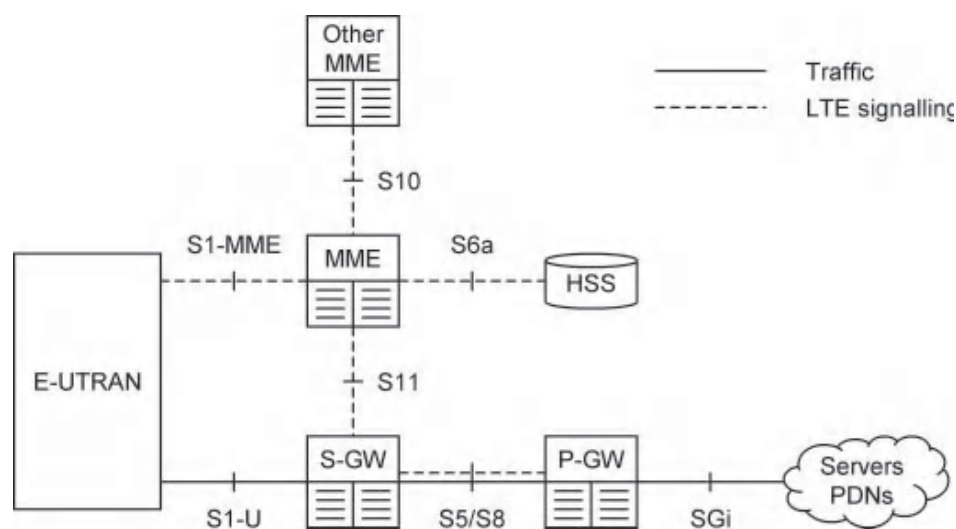 Other
MME
Traffic
LTE signalling
S10
S1-MME
MME
S6a
HSS
E-UTRAN
S11
S-GW
P-GW
Servers
PDNs
S1-U
S5/S8
SGi